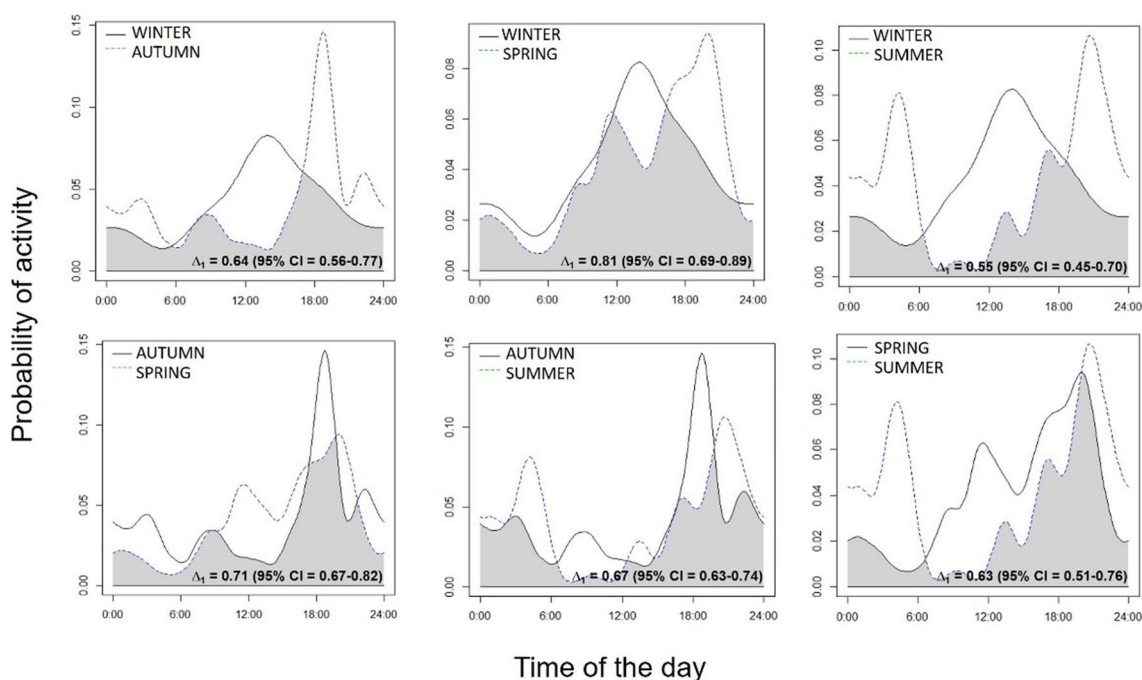 Probability of activity
0.15
0.10
0.05
0.00
WINTER
AUTUMN
Δ1 = 0.64 (95% CI = 0.56-0.77)
0:00 6:00 12:00 18:00 24:00
0.08
0.06
0.04
0.02
0.00
WINTER
SPRING
Δ1 = 0.81 (95% CI = 0.69-0.89)
0:00 6:00 12:00 18:00 24:00
0.10
0.08
0.06
0.04
0.02
0.00
WINTER
SUMMER
Δ1 = 0.55 (95% CI = 0.45-0.70)
0:00 6:00 12:00 18:00 24:00
0.15
0.10
0.05
0.00
AUTUMN
SPRING
Δ1 = 0.71 (95% CI = 0.67-0.82)
0:00 6:00 12:00 18:00 24:00
0.15
0.10
0.05
0.00
AUTUMN
SUMMER
Δ1 = 0.67 (95% CI = 0.63-0.74)
0:00 6:00 12:00 18:00 24:00
0.10
0.08
0.06
0.04
0.02
0.00
SPRING
SUMMER
Δ1 = 0.63 (95% CI = 0.51-0.76)
0:00 6:00 12:00 18:00 24:00
Time of the day